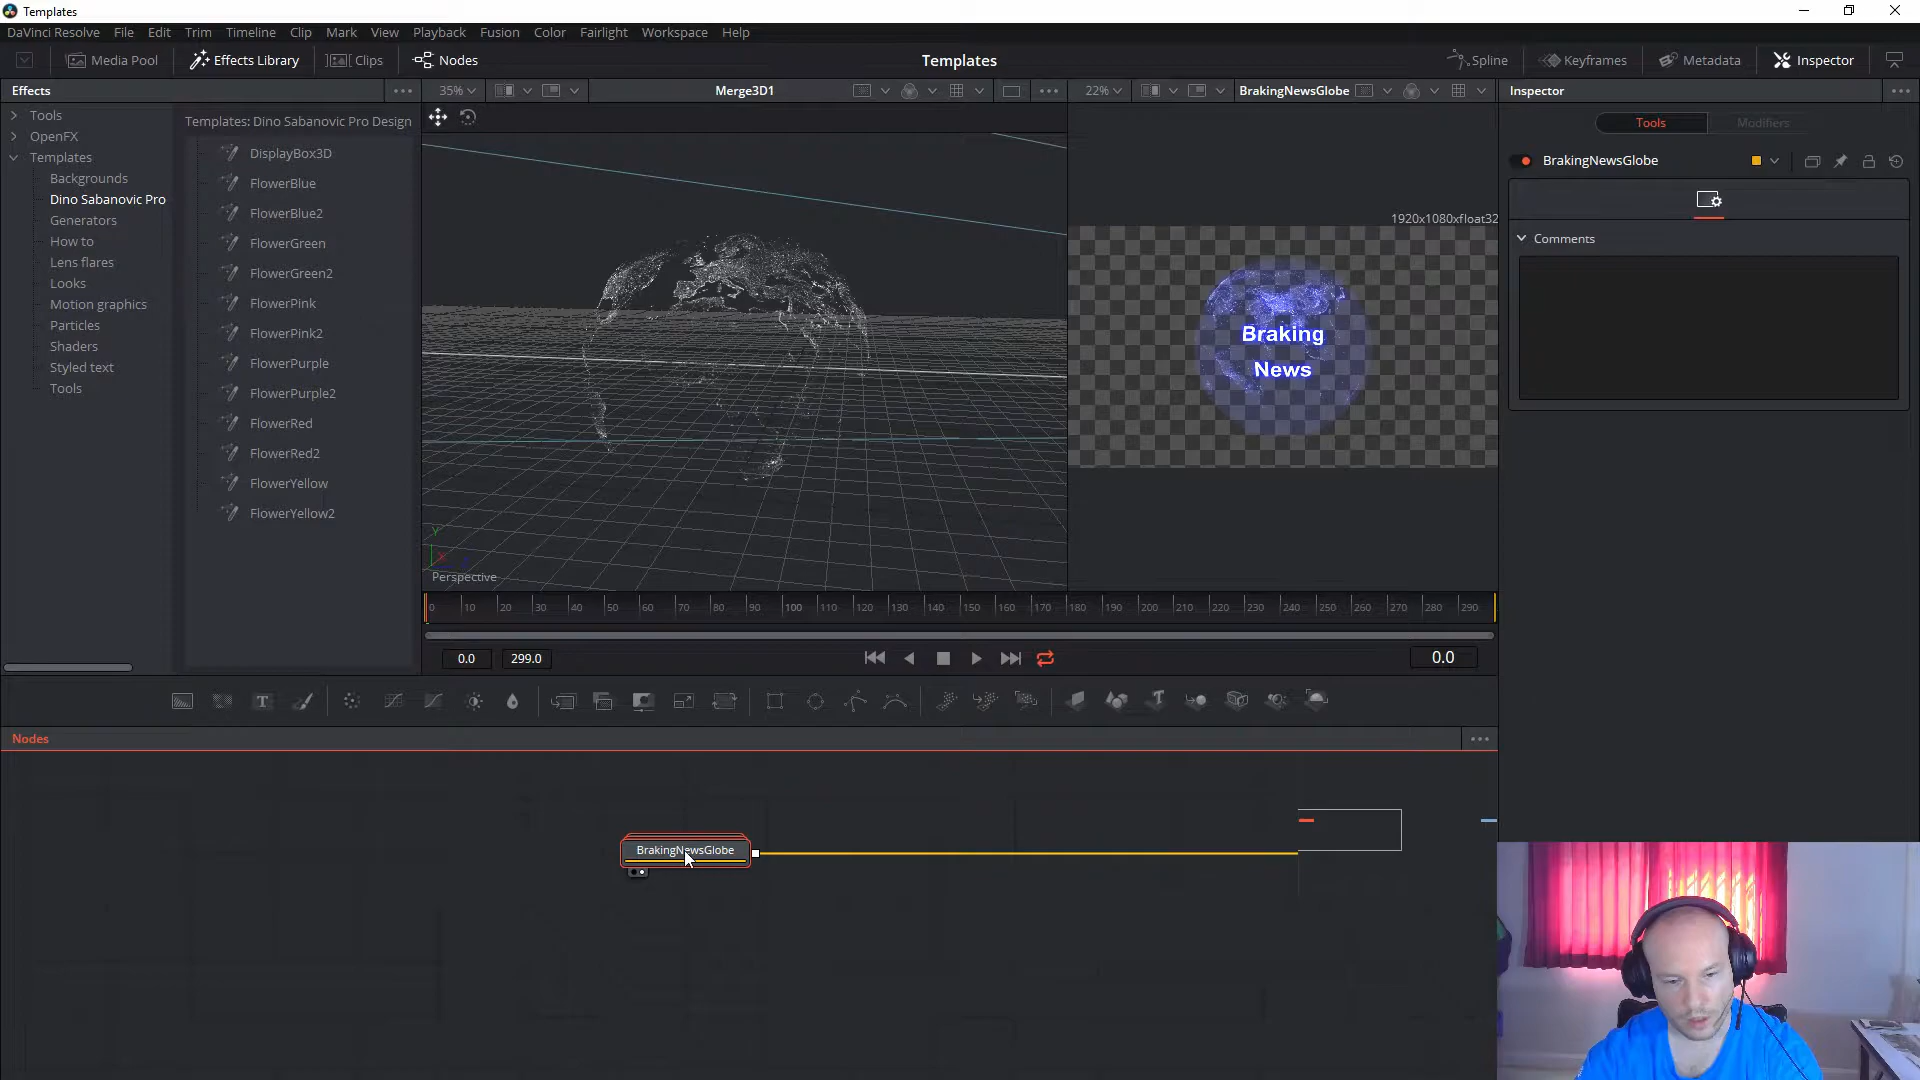 Templates
DaVinci Resolve File Edit Trim Timeline Clip Mark View Playback Fusion Color Fairlight Workspace Help
Media Pool Effects Library Clips Nodes Templates Spline Keyframes Metadata Inspector
Effects
35% Merge3D1
22% BrakingNewsGlobe
Inspector
Tools
OpenFX
Templates
Backgrounds
Dino Sabanovic Pro
Generators
How to
Lens flares
Looks
Motion graphics
Particles
Shaders
Styled text
Tools
Templates: Dino Sabanovic Pro Design
DisplayBox3D
FlowerBlue
FlowerBlue2
FlowerGreen
FlowerGreen2
FlowerPink
FlowerPink2
FlowerPurple
FlowerPurple2
FlowerRed
FlowerRed2
FlowerYellow
FlowerYellow2
Y
X
Perspective
1920x1080xfloat32
Braking
News
Tools Modifiers
BrakingNewsGlobe
Comments
0 10 20 30 40 50 60 70 80 90 100 110 120 130 140 150 160 170 180 190 200 210 220 230 240 250 260 270 280 290
0.0 299.0 0.0
T
Nodes
BrakingNewsGlobe